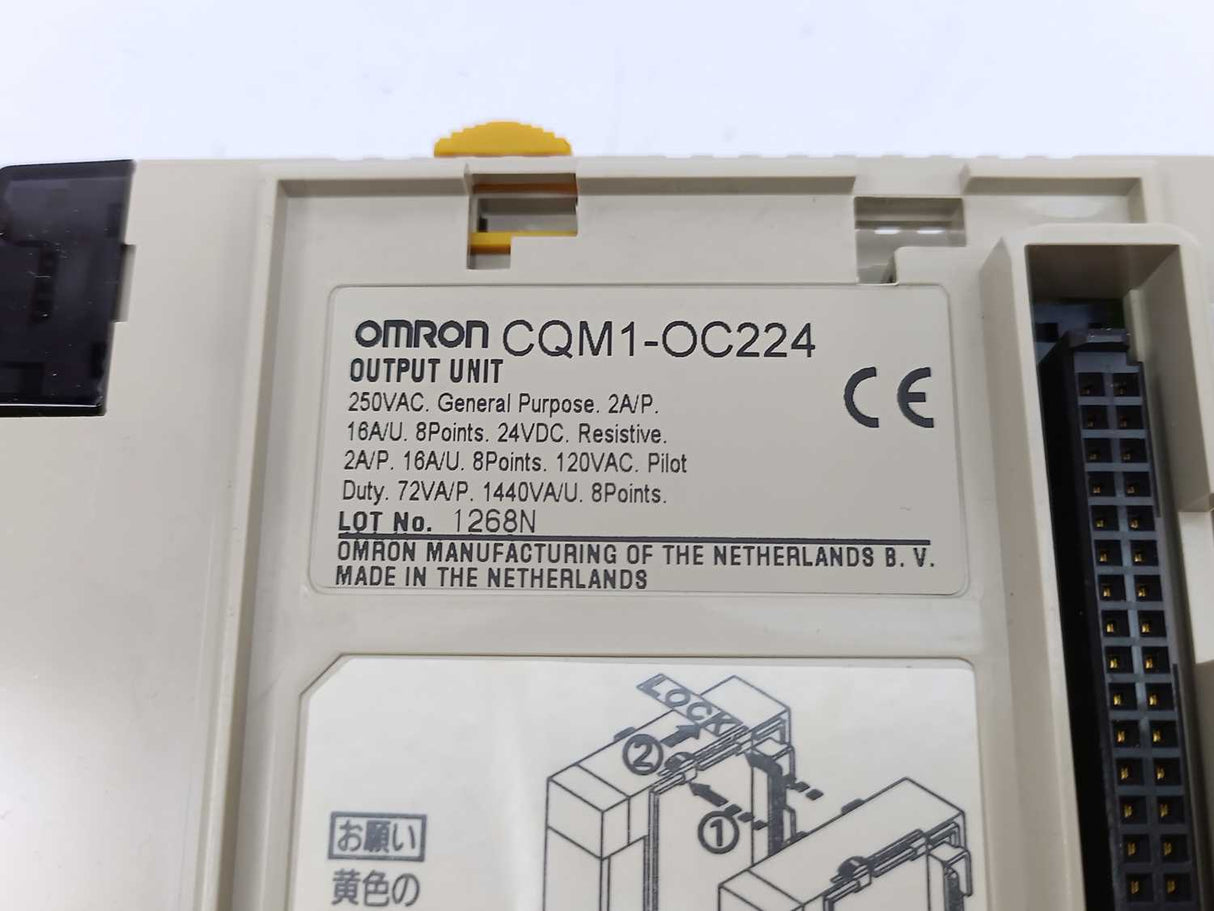 OMRON CQM1-OC224
OUTPUT UNIT
250VAC. General Purpose. 2A/P.
16A/U. 8Points. 24VDC. Resistive.
2A/P. 16A/U. 8Points. 120VAC. Pilot
Duty. 72VA/P. 1440VA/U. 8Points.
CE
LOT No. 1268N
OMRON MANUFACTURING OF THE NETHERLANDS B. V.
MADE IN THE NETHERLANDS
LOCK
②
①
お願い
黄色の